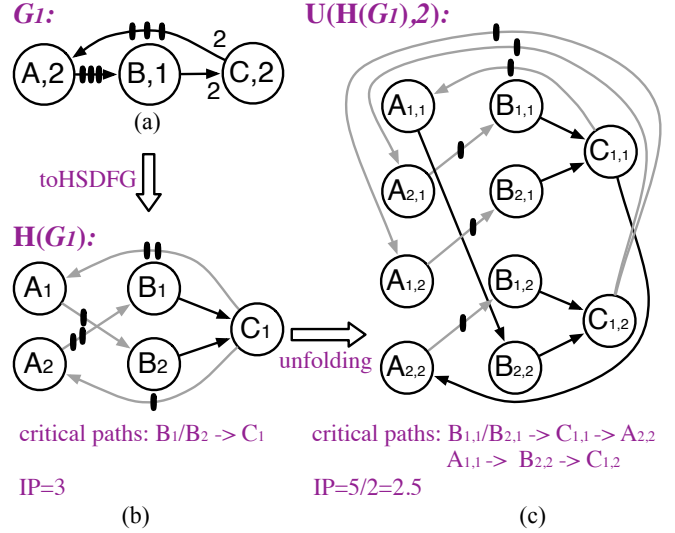 G1:
A,2
B,1
C,2
2
2
(a)
toHSDFG
H(G1):
A1
B1
A2
B2
C1
critical paths: B1/B2 -> C1
IP=3
(b)
unfolding
U(H(G1),2):
A1,1
B1,1
C1,1
A2,1
B2,1
A1,2
B1,2
C1,2
A2,2
B2,2
critical paths: B1,1/B2,1 -> C1,1 -> A2,2
A1,1 -> B2,2 -> C1,2
IP=5/2=2.5
(c)